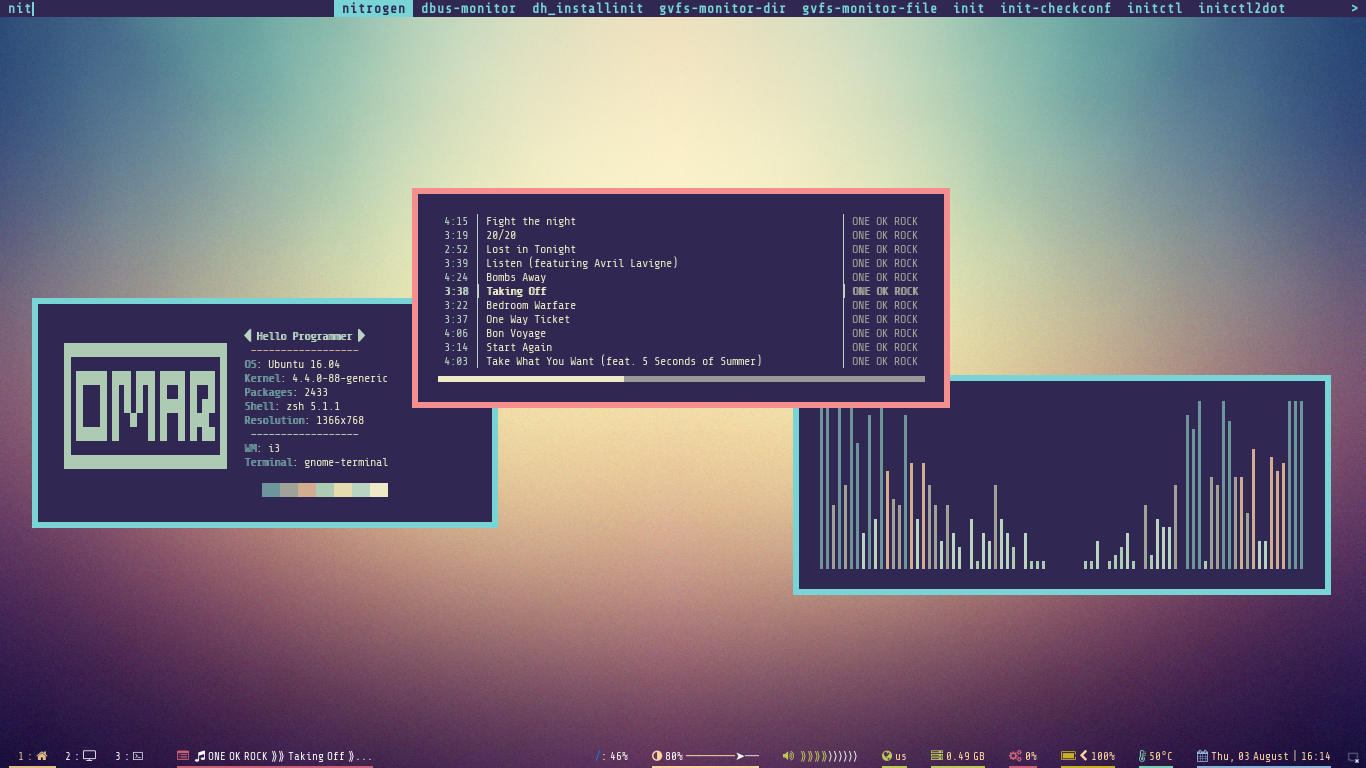 nit nitrogen dbus-monitor dh_installinit gvfs-monitor-dir gvfs-monitor-file init init-checkconf initctl initctl2dot >
4:15 Fight the night ONE OK ROCK
3:19 20/20 ONE OK ROCK
2:52 Lost in Tonight ONE OK ROCK
3:39 Listen (featuring Avril Lavigne) ONE OK ROCK
4:24 Bombs Away ONE OK ROCK
3:38 Taking Off ONE OK ROCK
3:22 Bedroom Warfare ONE OK ROCK
3:37 One Way Ticket ONE OK ROCK
4:06 Bon Voyage ONE OK ROCK
3:14 Start Again ONE OK ROCK
4:03 Take What You Want (feat. 5 Seconds of Summer) ONE OK ROCK
OMAR
Hello Programmer
------------------
OS: Ubuntu 16.04
Kernel: 4.4.0-88-generic
Packages: 2433
Shell: zsh 5.1.1
Resolution: 1366x768
------------------
WM: i3
Terminal: gnome-terminal
1: 2: 3: ONE OK ROCK ⟫⟫ Taking Off ⟫... /: 46% 80% ⟫⟫⟫⟫⟩⟩⟩⟩⟩⟩ us 0.49 GB 0% 100% 50°C Thu, 03 August | 16:14